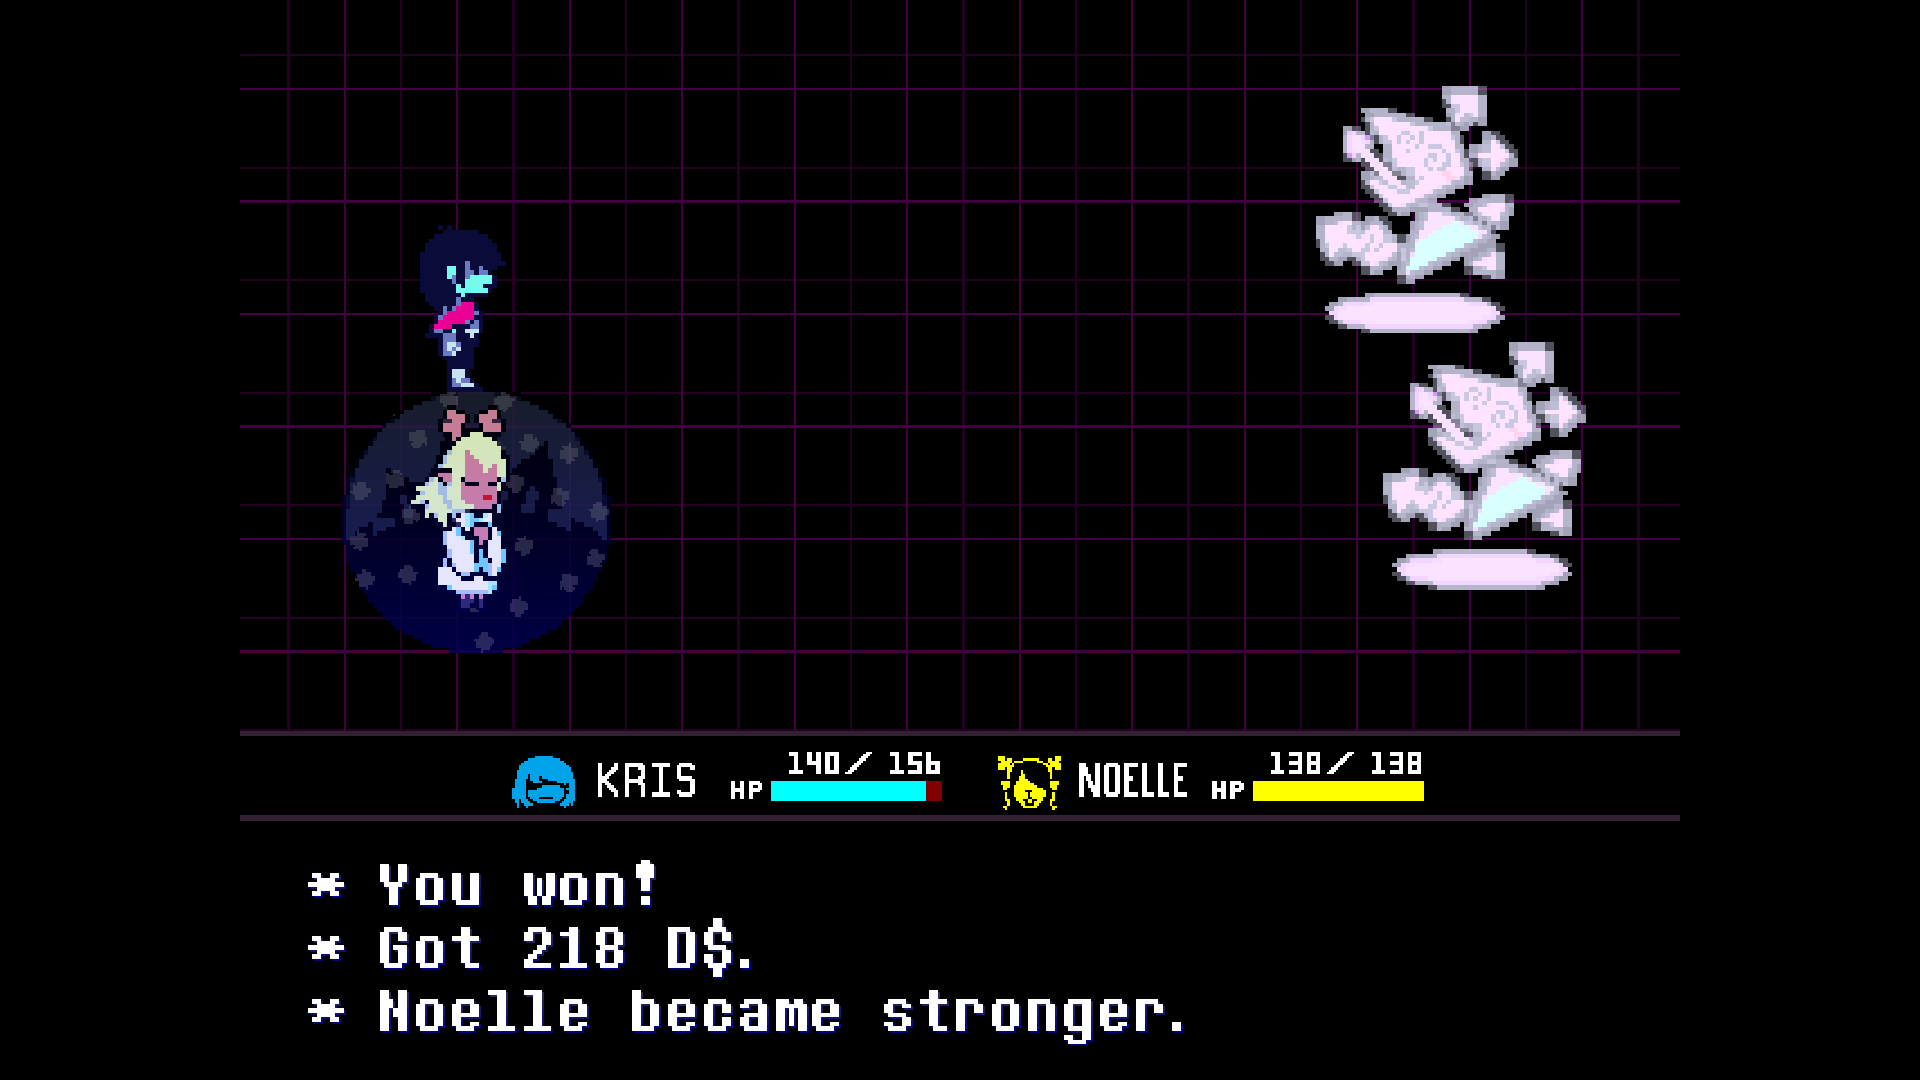 KRIS HP 140/ 156 NOELLE HP 138/ 138
* You won!
* Got 218 D$.
* Noelle became stronger.